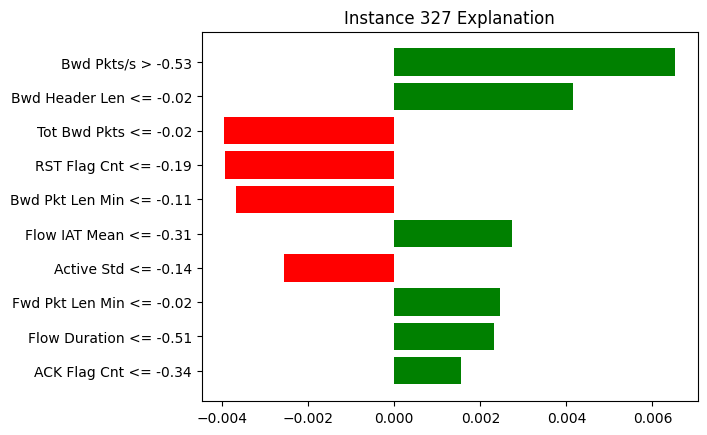 Instance 327 Explanation
Bwd Pkts/s > -0.53
Bwd Header Len <= -0.02
Tot Bwd Pkts <= -0.02
RST Flag Cnt <= -0.19
Bwd Pkt Len Min <= -0.11
Flow IAT Mean <= -0.31
Active Std <= -0.14
Fwd Pkt Len Min <= -0.02
Flow Duration <= -0.51
ACK Flag Cnt <= -0.34
−0.004 −0.002 0.000 0.002 0.004 0.006